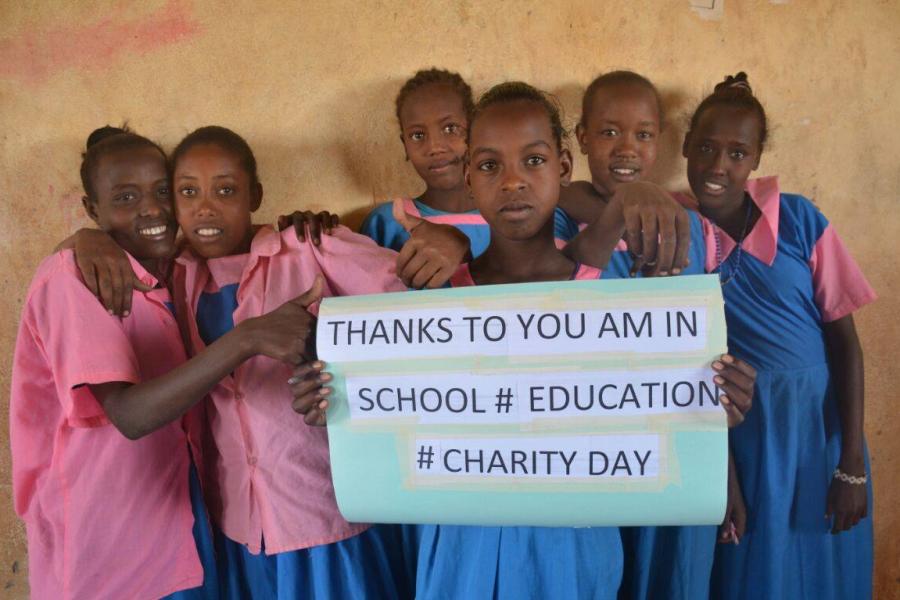 THANKS TO YOU AM IN
SCHOOL # EDUCATION
# CHARITY DAY